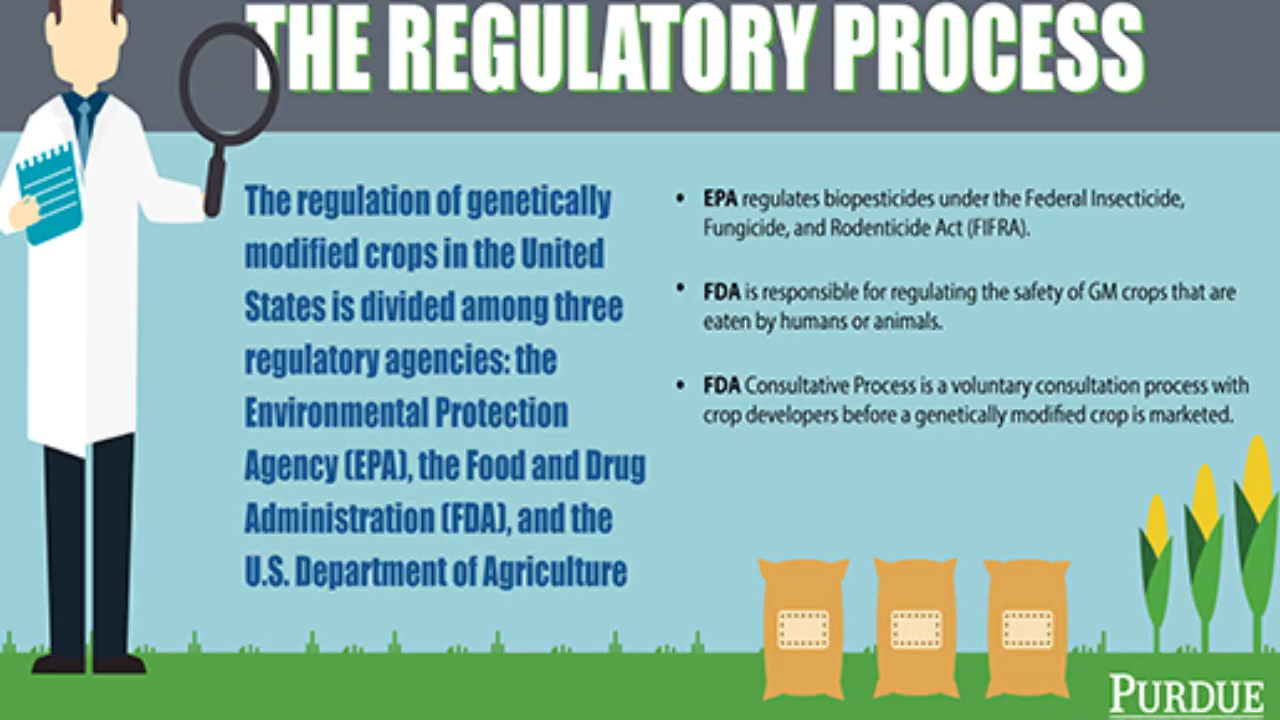 THE REGULATORY PROCESS
The regulation of genetically
modified crops in the United
States is divided among three
regulatory agencies: the
Environmental Protection
Agency (EPA), the Food and Drug
Administration (FDA), and the
U.S. Department of Agriculture
• EPA regulates biopesticides under the Federal Insecticide,
Fungicide, and Rodenticide Act (FIFRA).
• FDA is responsible for regulating the safety of GM crops that are
eaten by humans or animals.
• FDA Consultative Process is a voluntary consultation process with
crop developers before a genetically modified crop is marketed.
PURDUE